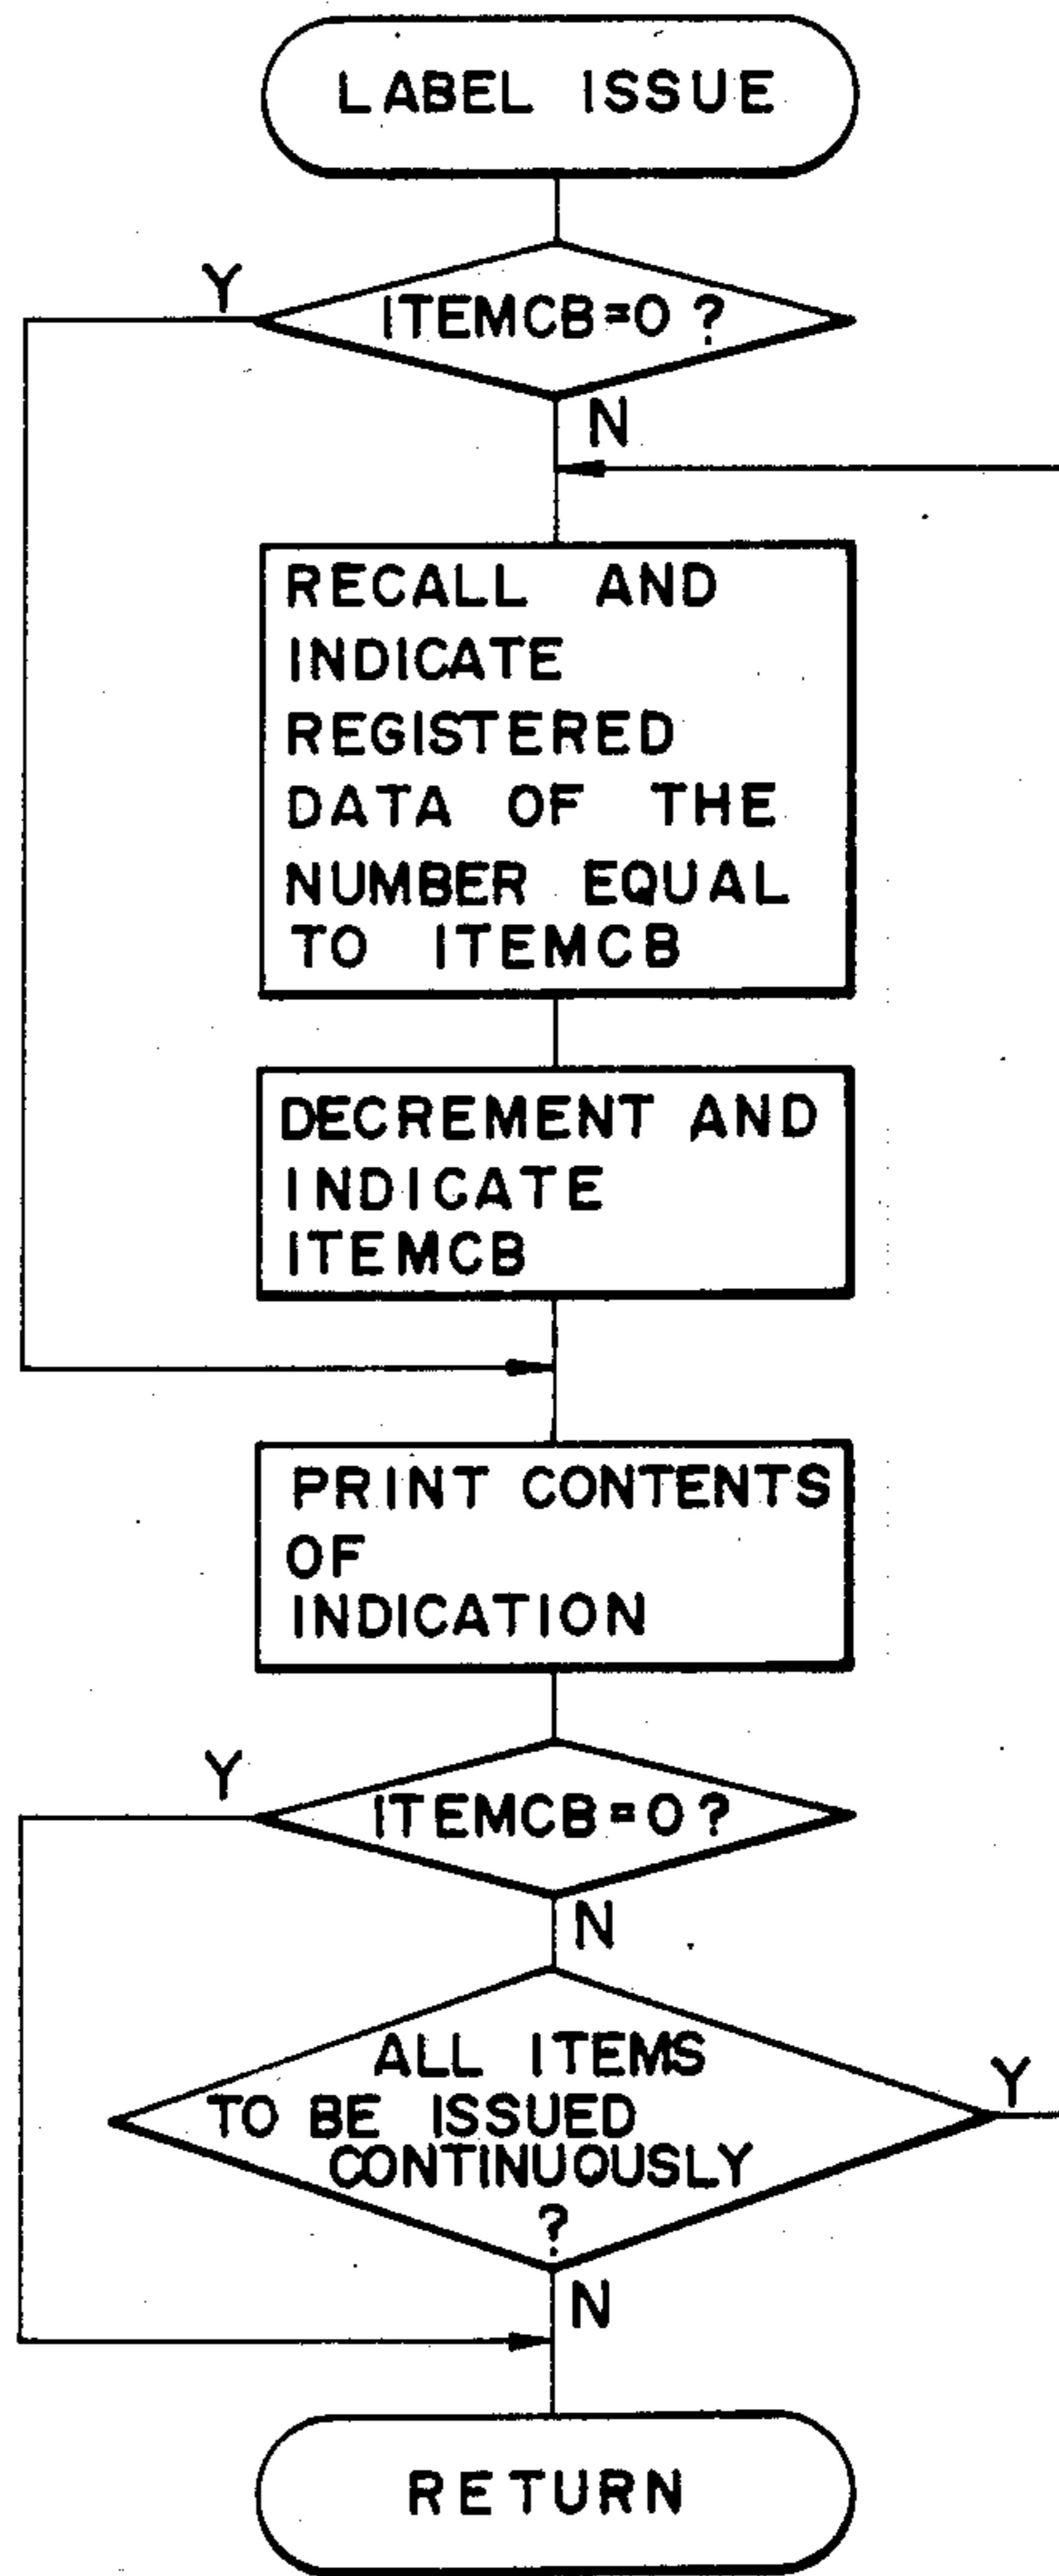 LABEL ISSUE
Y
ITEMCB=0 ?
N
RECALL AND
INDICATE
REGISTERED
DATA OF THE
NUMBER EQUAL
TO ITEMCB
DECREMENT AND
INDICATE
ITEMCB
PRINT CONTENTS
OF
INDICATION
Y
ITEMCB=0?
N
ALL ITEMS
TO BE ISSUED
CONTINUOUSLY
?
Y
N
RETURN